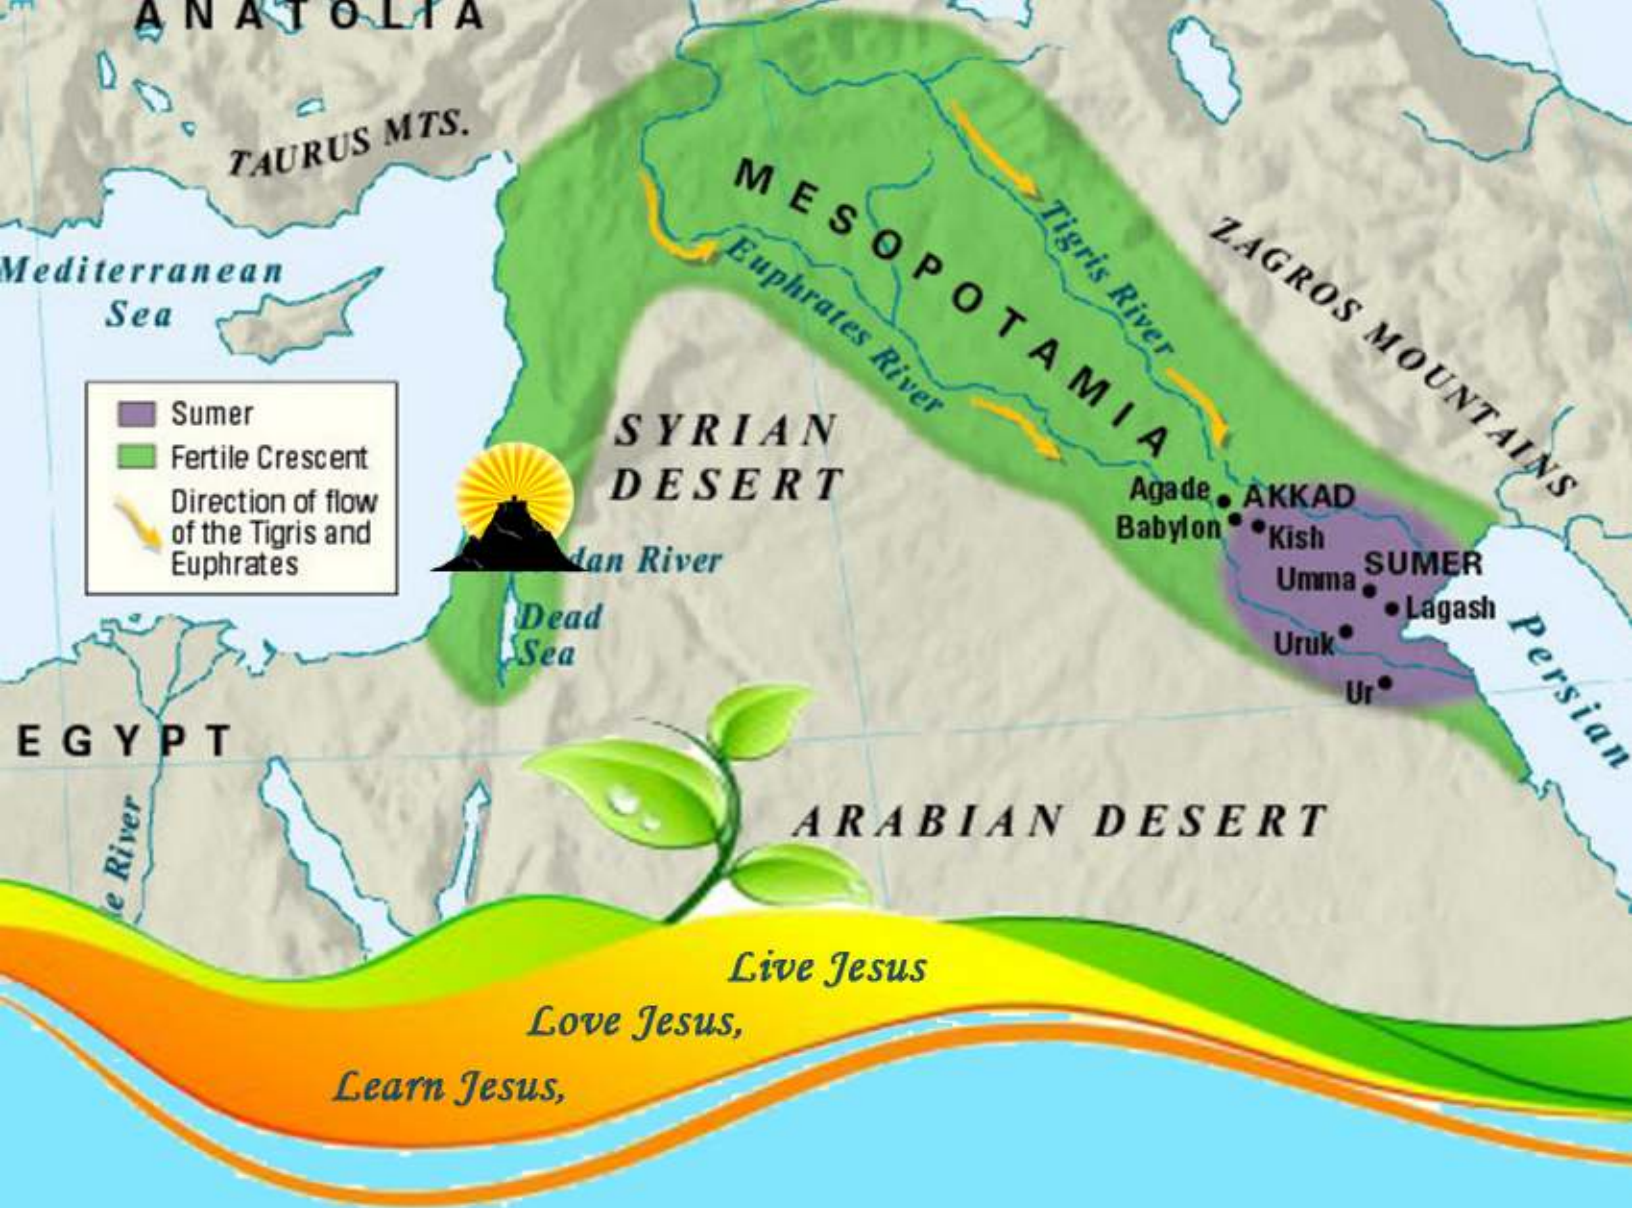 ANATOLIA
TAURUS MTS.
Mediterranean
Sea
MESOPOTAMIA
Tigris River
Euphrates River
ZAGROS MOUNTAINS
Sumer
Fertile Crescent
Direction of flow
of the Tigris and
Euphrates
SYRIAN
DESERT
Agade
AKKAD
Babylon
Kish
SUMER
Umma
Lagash
Uruk
Ur
Persian
dan River
Dead
Sea
EGYPT
e River
ARABIAN DESERT
Live Jesus
Love Jesus,
Learn Jesus,